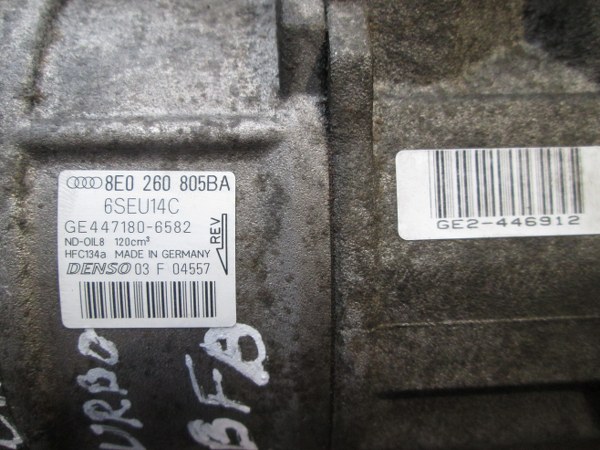 8E0 260 805BA
6SEU14C
GE447180-6582
ND-OIL8 120cm³
HFC134a MADE IN GERMANY
DENSO 03 F 04557
REV
GE2-446912
BFB